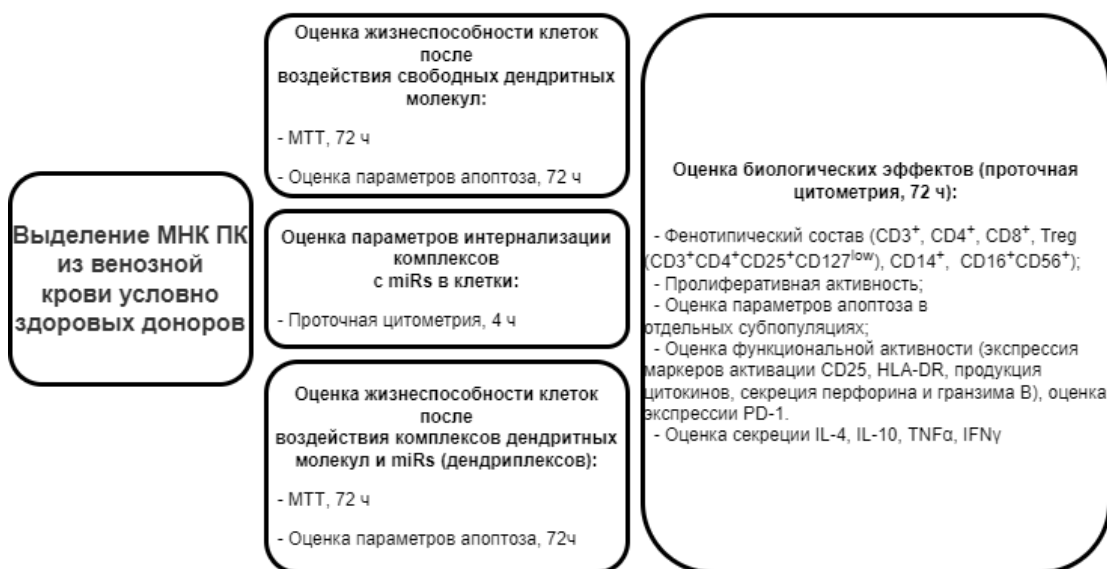 Выделение МНК ПК
из венозной
крови условно
здоровых доноров
Оценка жизнеспособности клеток
после
воздействия свободных дендритных
молекул:
- МТТ, 72 ч
- Оценка параметров апоптоза, 72 ч
Оценка параметров интернализации
комплексов
с miRs в клетки:
- Проточная цитометрия, 4 ч
Оценка жизнеспособности клеток
после
воздействия комплексов дендритных
молекул и miRs (дендриплексов):
- МТТ, 72 ч
- Оценка параметров апоптоза, 72ч
Оценка биологических эффектов (проточная
цитометрия, 72 ч):
- Фенотипический состав (CD3⁺, CD4⁺, CD8⁺, Treg
(CD3⁺CD4⁺CD25⁺CD127ˡᵒʷ), CD14⁺, CD16⁺CD56⁺);
- Пролиферативная активность;
- Оценка параметров апоптоза в
отдельных субпопуляциях;
- Оценка функциональной активности (экспрессия
маркеров активации CD25, HLA-DR, продукция
цитокинов, секреция перфорина и гранзима В), оценка
экспрессии PD-1.
- Оценка секреции IL-4, IL-10, TNFα, IFNγ